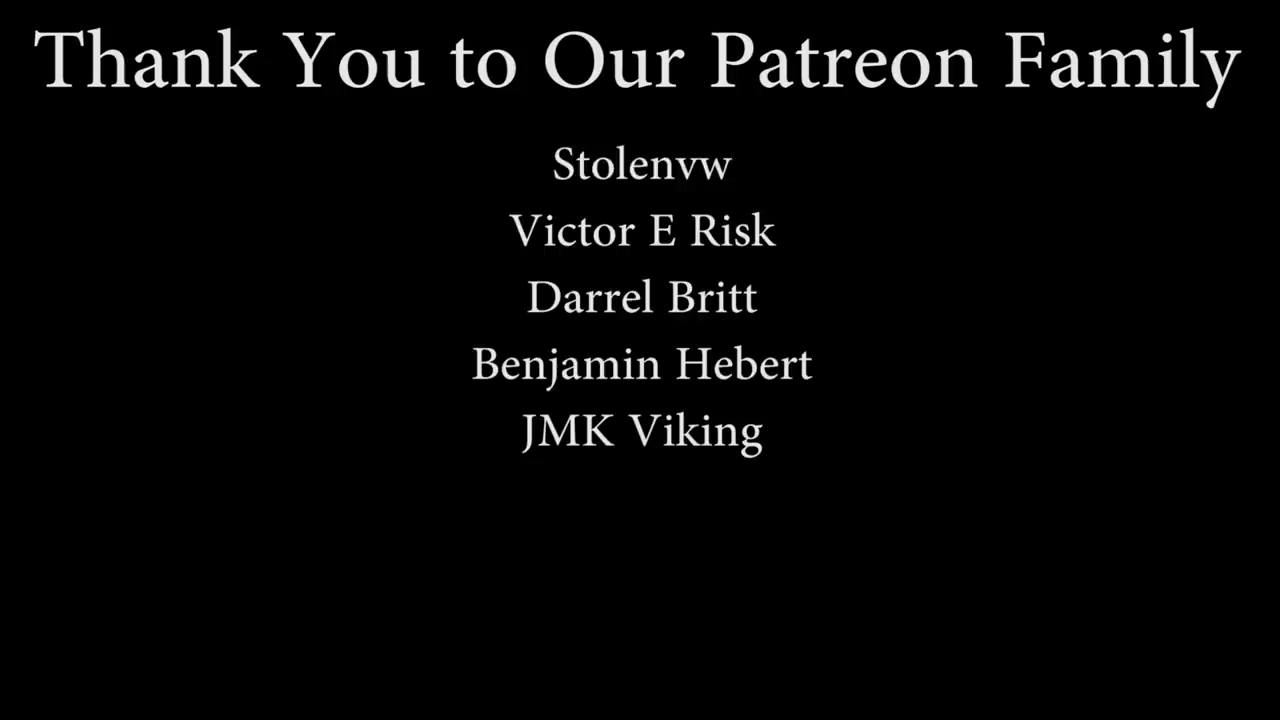 Thank You to Our Patreon Family
Stolenvw
Victor E Risk
Darrel Britt
Benjamin Hebert
JMK Viking